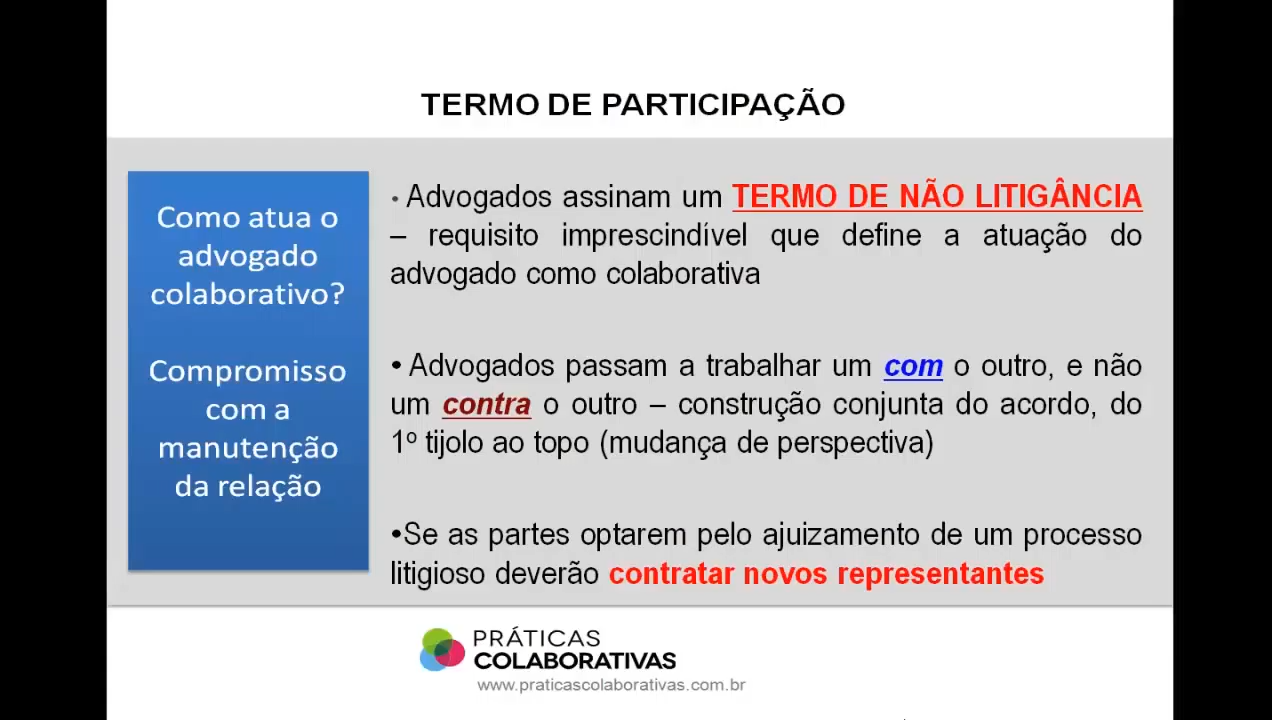 TERMO DE PARTICIPAÇÃO
Como atua o
advogado
colaborativo?
Compromisso
com a
manutenção
da relação
• Advogados assinam um TERMO DE NÃO LITIGÂNCIA
– requisito imprescindível que define a atuação do
advogado como colaborativa
• Advogados passam a trabalhar um com o outro, e não
um contra o outro – construção conjunta do acordo, do
1º tijolo ao topo (mudança de perspectiva)
•Se as partes optarem pelo ajuizamento de um processo
litigioso deverão contratar novos representantes
PRÁTICAS
COLABORATIVAS
www.praticascolaborativas.com.br